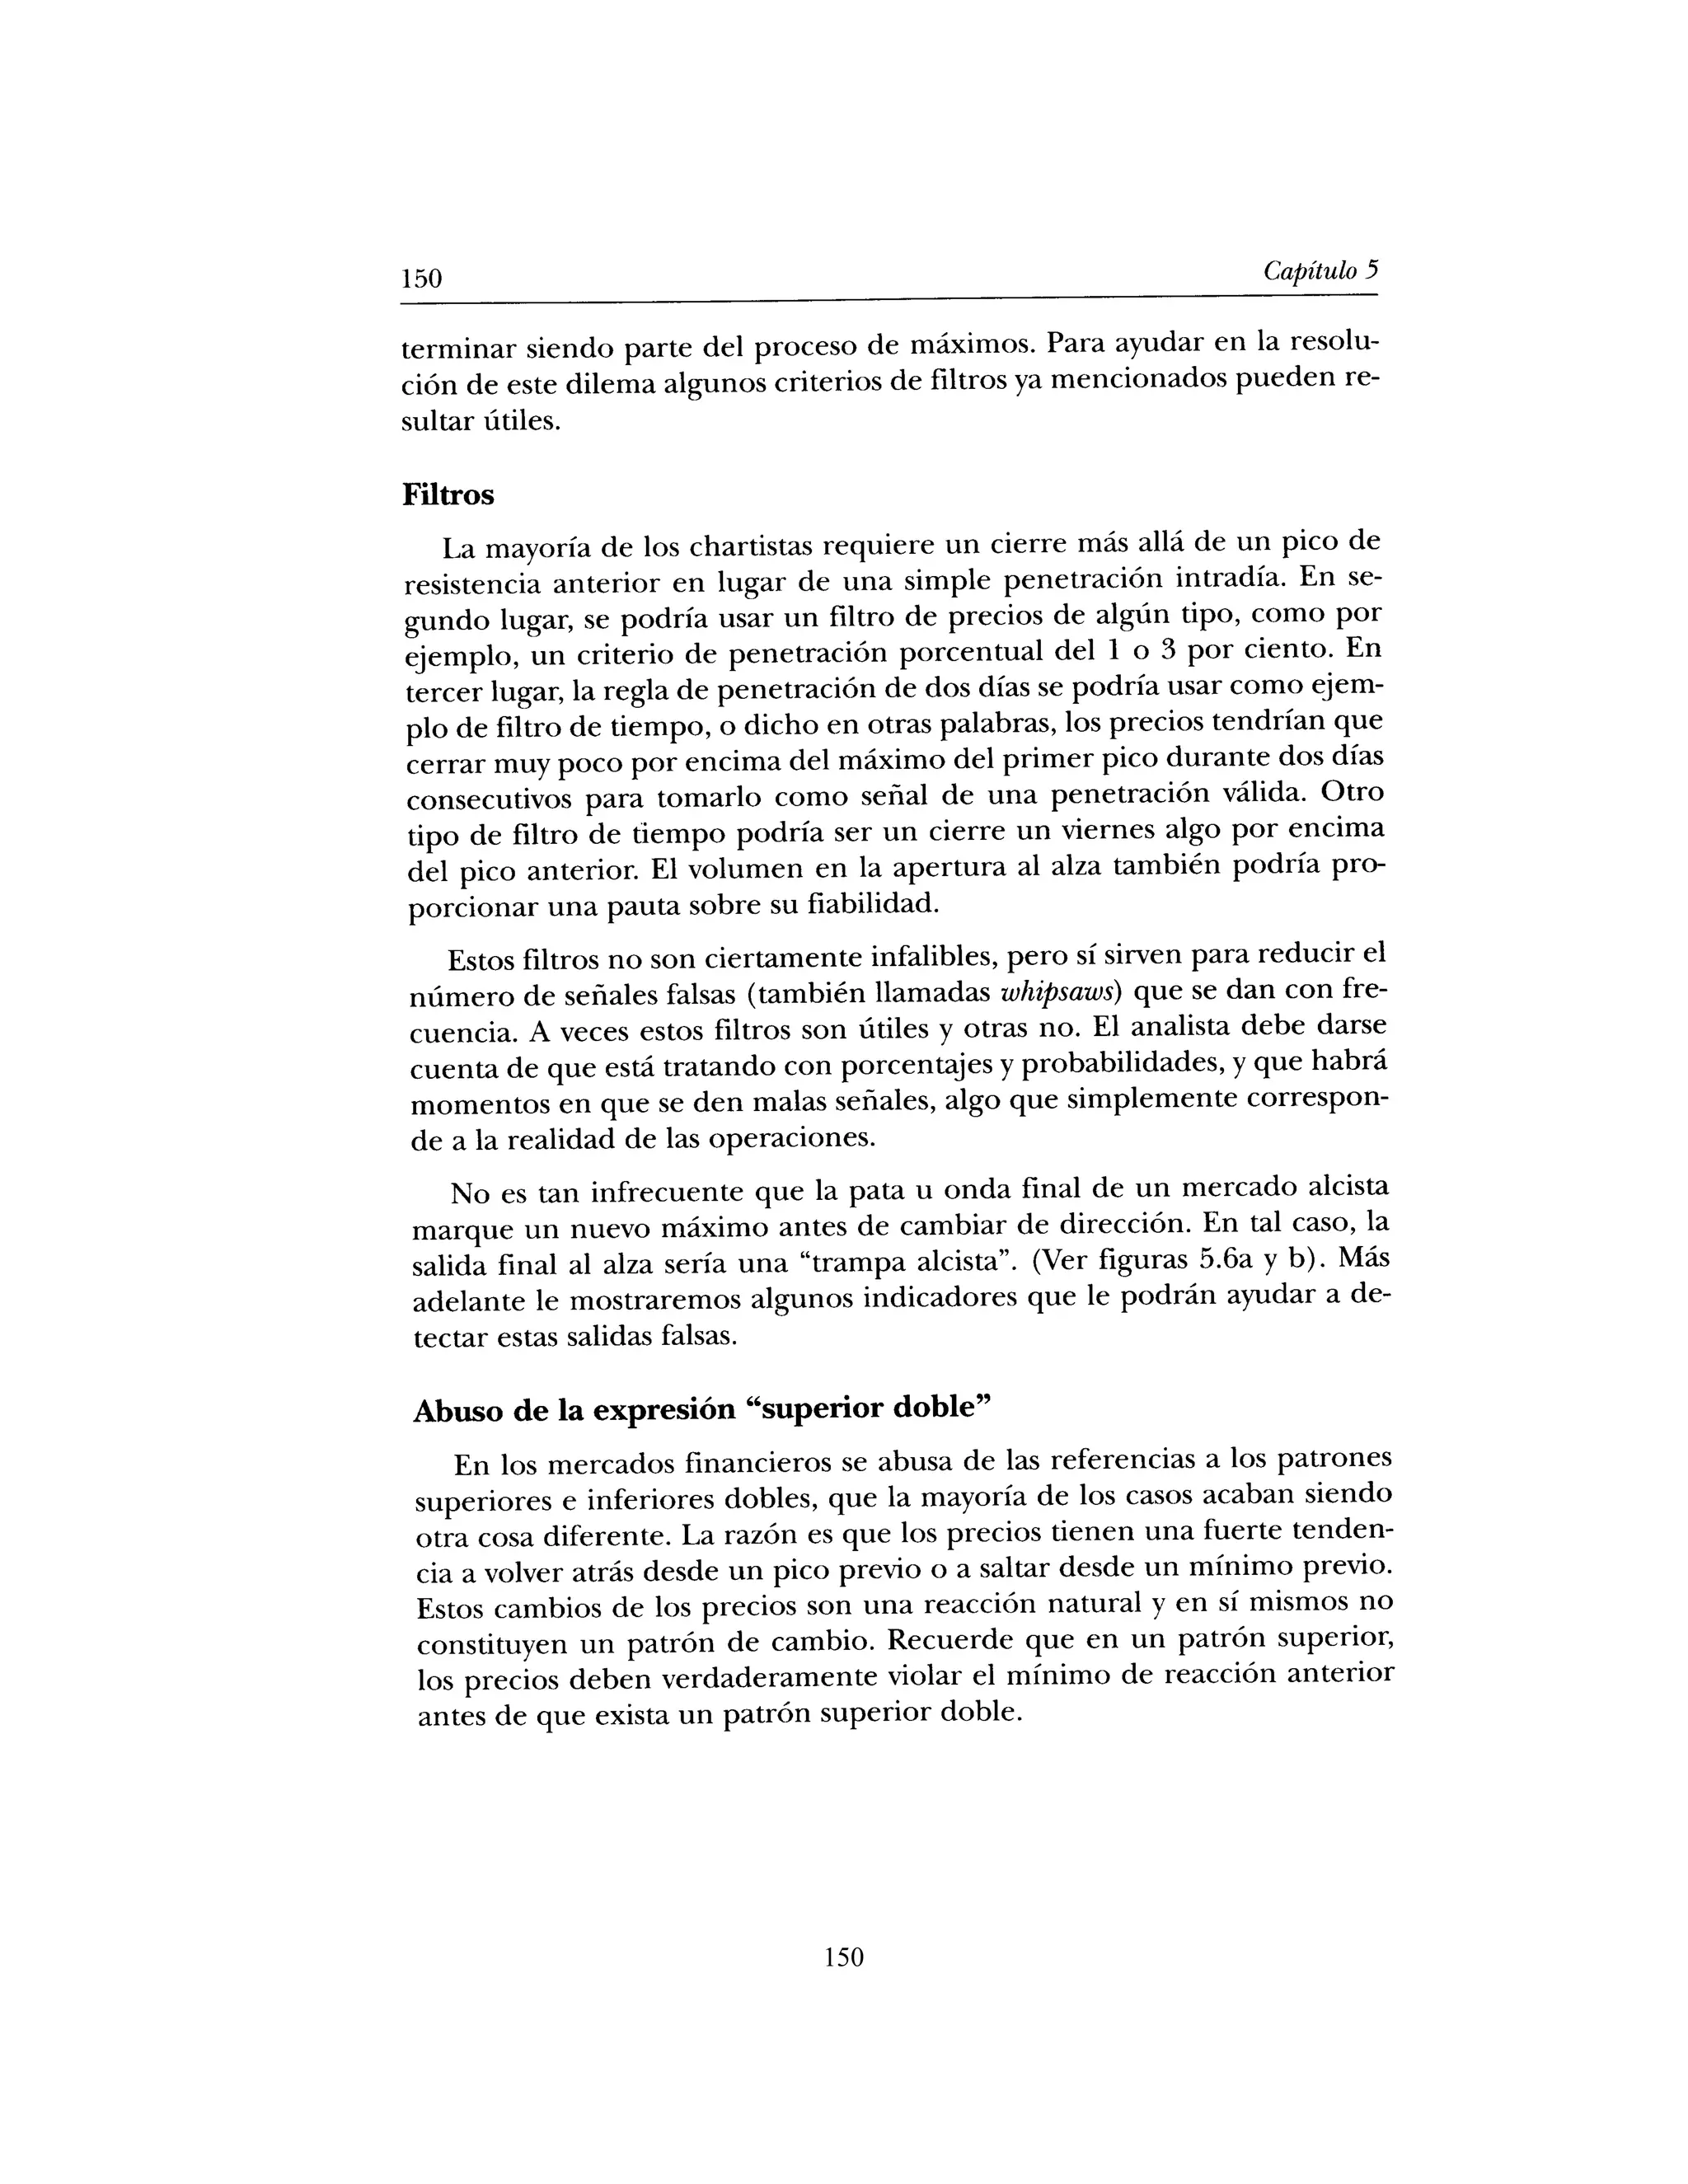 150
Capítulo 5
terminar siendo parte del proceso de máximos. Para ayudar en la resolu-
ción de este dilema algunos criterios de filtros ya mencionados pueden re-
sultar útiles.
Filtros
La mayoría de los chartistas requiere un cierre más allá de un pico de
resistencia anterior en lugar de una simple penetración intradía. En se-
gundo lugar, se podría usar un filtro de precios de algún tipo, como por
ejemplo, un criterio de penetración porcentual del 1 o 3 por ciento. En
tercer lugar, la regla de penetración de dos días se podría usar como ejem-
plo de filtro de tiempo, o dicho en otras palabras, los precios tendrían que
cerrar muy poco por encima del máximo del primer pico durante dos días
consecutivos para tomarlo como señal de una penetración válida. Otro
tipo de filtro de tiempo podría ser un cierre un viernes algo por encima
del pico anterior. El volumen en la apertura al alza también podría pro-
porcionar una pauta sobre su fiabilidad.
Estos filtros no son ciertamente infalibles, pero sí sirven para reducir el
número de señales falsas (también llamadas whipsaws) que se dan con fre-
cuencia. A veces estos filtros son útiles y otras no. El analista debe darse
cuenta de que está tratando con porcentajes y probabilidades, y que habrá
momentos en que se den malas señales, algo que simplemente correspon-
de a la realidad de las operaciones.
No es tan infrecuente que la pata u onda final de un mercado alcista
marque un nuevo máximo antes de cambiar de dirección. En tal caso, la
salida final al alza sería una “trampa alcista”. (Ver figuras 5.6a y b). Más
adelante le mostraremos algunos indicadores que le podrán ayudar a de-
tectar estas salidas falsas.
Abuso de la expresión “superior doble”
En los mercados financieros se abusa de las referencias a los patrones
superiores e inferiores dobles, que la mayoría de los casos acaban siendo
otra cosa diferente. La razón es que los precios tienen una fuerte tenden-
cia a volver atrás desde un pico previo o a saltar desde un mínimo previo.
Estos cambios de los precios son una reacción natural y en sí mismos no
constituyen un patrón de cambio. Recuerde que en un patrón superior,
los precios deben verdaderamente violar el mínimo de reacción anterior
antes de que exista un patrón superior doble.
150